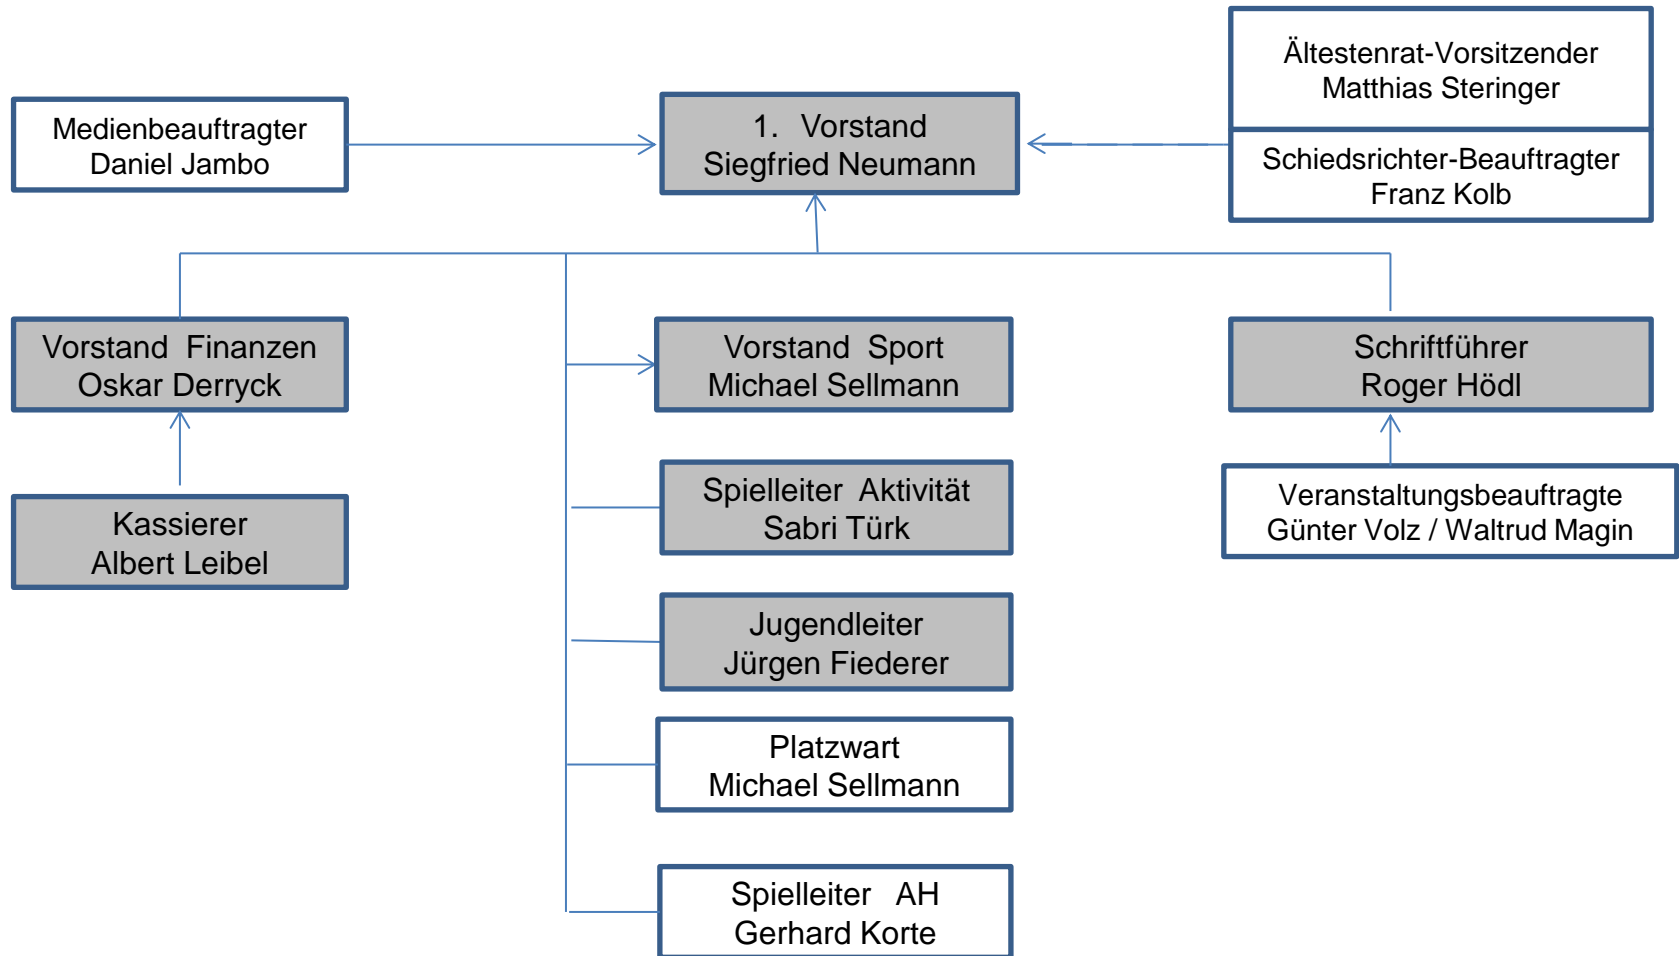 Ältestenrat-Vorsitzender
Matthias Steringer
Medienbeauftragter
Daniel Jambo
1. Vorstand
Siegfried Neumann
Schiedsrichter-Beauftragter
Franz Kolb
Vorstand Finanzen
Oskar Derryck
Vorstand Sport
Michael Sellmann
Schriftführer
Roger Hödl
Kassierer
Albert Leibel
Spielleiter Aktivität
Sabri Türk
Veranstaltungsbeauftragte
Günter Volz / Waltrud Magin
Jugendleiter
Jürgen Fiederer
Platzwart
Michael Sellmann
Spielleiter AH
Gerhard Korte